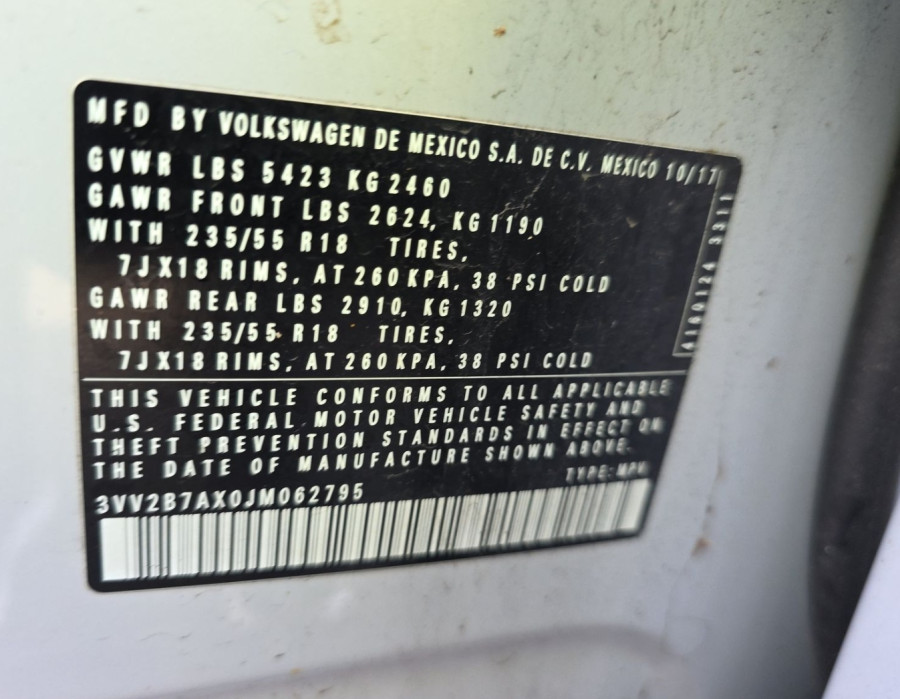 MFD BY VOLKSWAGEN DE MEXICO S.A. DE C.V. MEXICO 10/17
GVWR LBS 5423 KG 2460
GAWR FRONT LBS 2624, KG 1190
WITH 235/55 R18 TIRES,
7JX18 RIMS, AT 260 KPA, 38 PSI COLD
GAWR REAR LBS 2910, KG 1320
WITH 235/55 R18 TIRES,
7JX18 RIMS, AT 260 KPA, 38 PSI COLD
THIS VEHICLE CONFORMS TO ALL APPLICABLE
U.S. FEDERAL MOTOR VEHICLE SAFETY AND
THEFT PREVENTION STANDARDS IN EFFECT ON
THE DATE OF MANUFACTURE SHOWN ABOVE.
TYPE: MPV
3VV2B7AX0JM062795